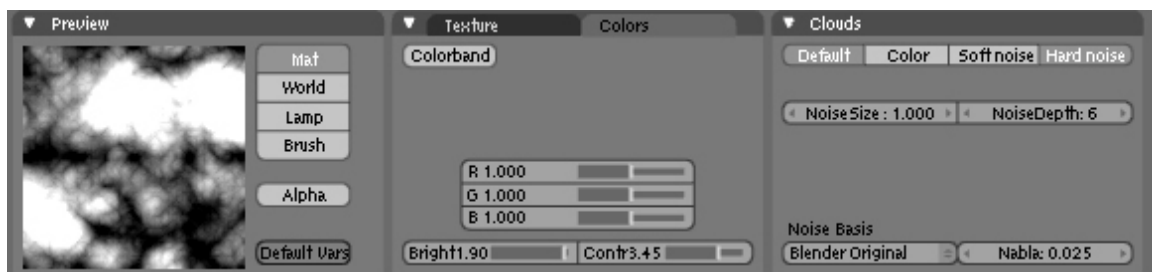 Preview
Mat
World
Lamp
Brush
Alpha
Default Vars
Texture Colors
Colorband
R 1.000
G 1.000
B 1.000
Bright1.90 Contr3.45
Clouds
Default Color Soft noise Hard noise
NoiseSize : 1.000 NoiseDepth: 6
Noise Basis
Blender Original Nabla: 0.025